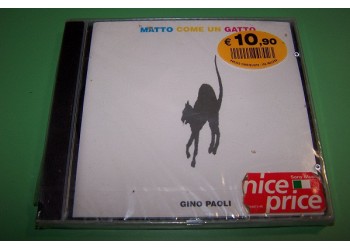 MATTO COME UN GATTO
€ 10,90
GINO PAOLI
nice
price